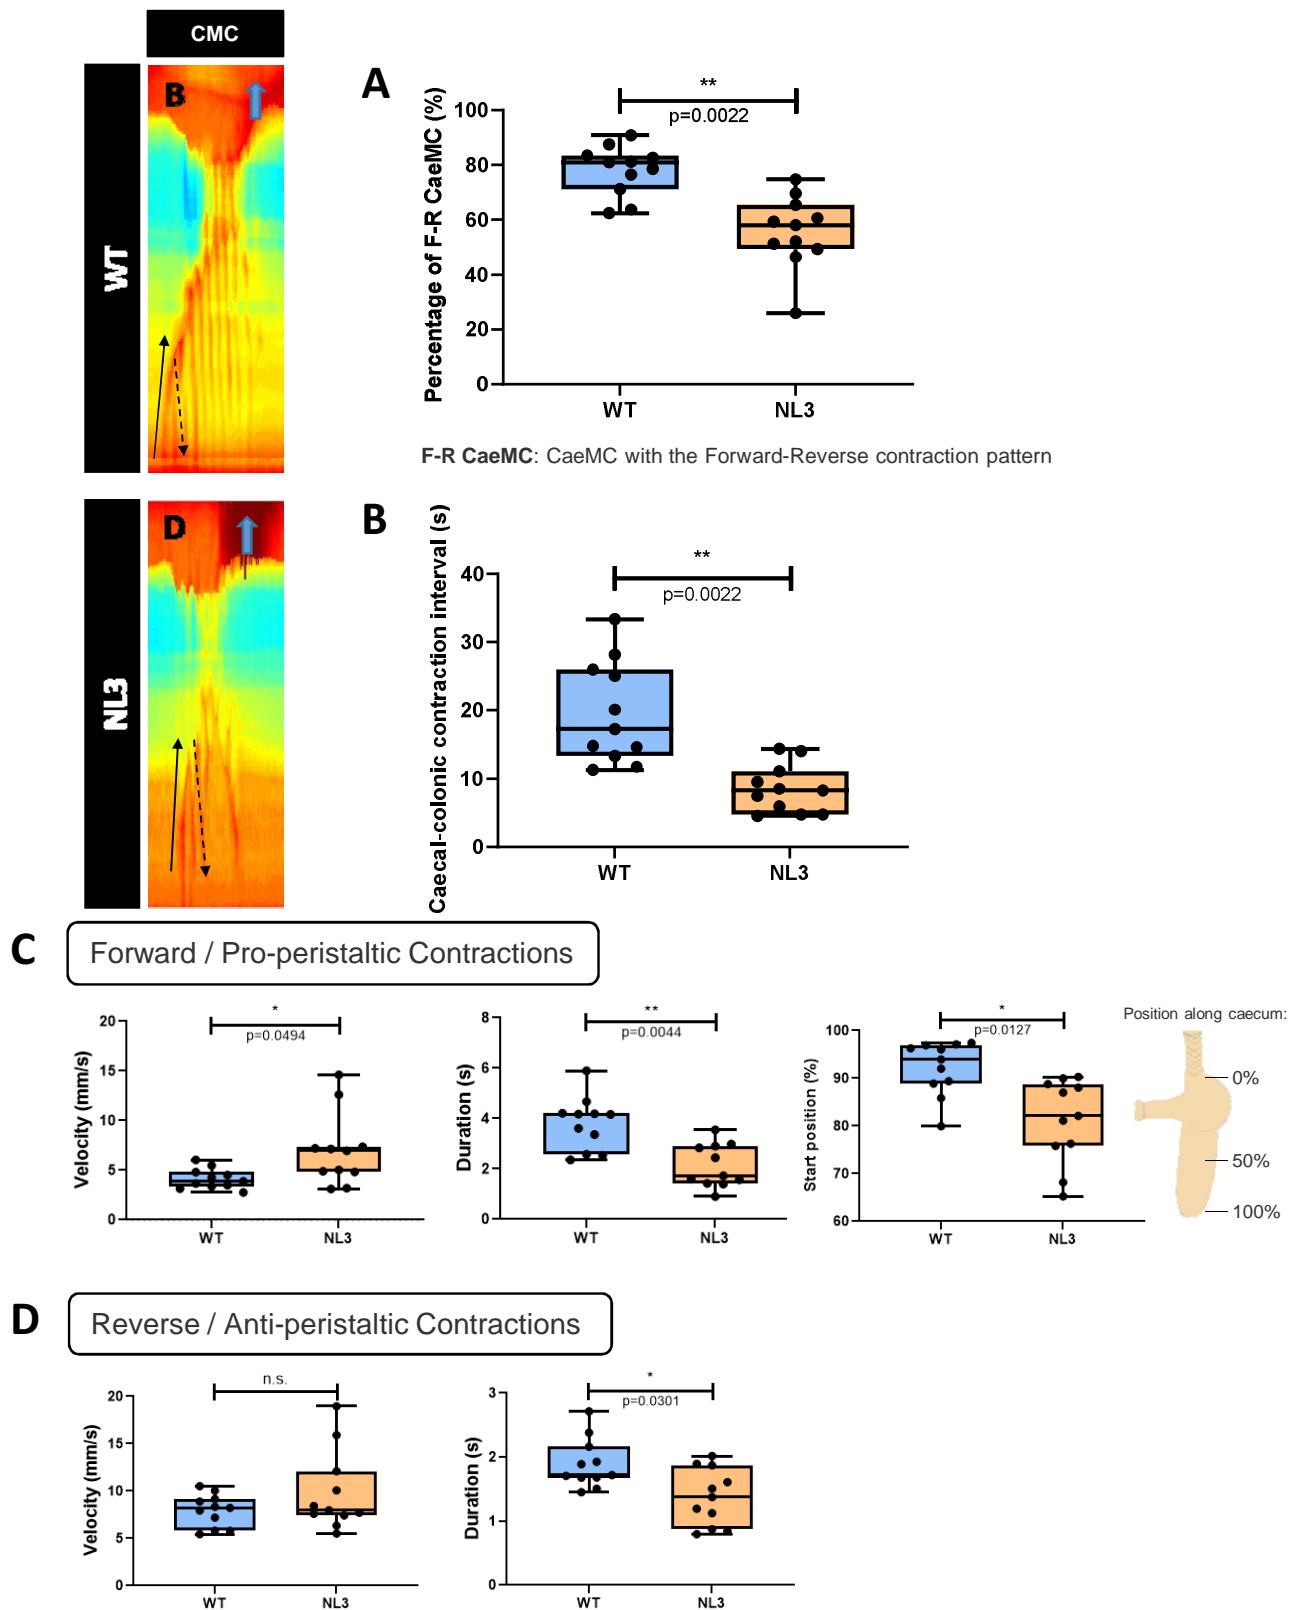 CMC
WT
B
NL3
D
A
Percentage of F-R CaeMC (%)
100
80
60
40
20
0
**
p=0.0022
WT NL3
F-R CaeMC: CaeMC with the Forward-Reverse contraction pattern
B
Caecal-colonic contraction interval (s)
40
30
20
10
0
**
p=0.0022
WT NL3
C
Forward / Pro-peristaltic Contractions
Velocity (mm/s)
20
15
10
5
0
*
p=0.0494
WT NL3
Duration (s)
8
6
4
2
0
**
p=0.0044
WT NL3
Start position (%)
100
90
80
70
60
*
p=0.0127
WT NL3
Position along caecum:
0%
50%
100%
D
Reverse / Anti-peristaltic Contractions
Velocity (mm/s)
20
15
10
5
0
n.s.
WT NL3
Duration (s)
3
2
1
0
*
p=0.0301
WT NL3